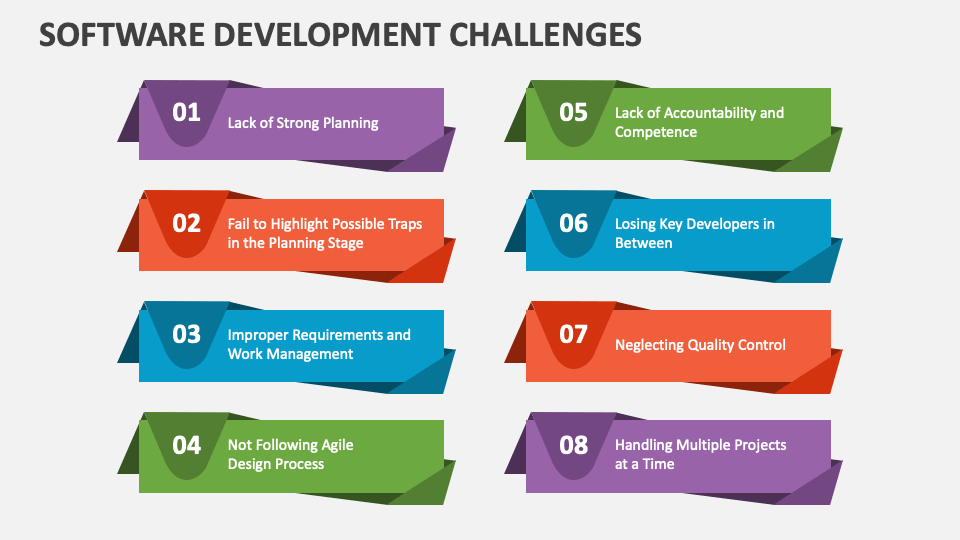 SOFTWARE DEVELOPMENT CHALLENGES
01
Lack of Strong Planning
02
Fail to Highlight Possible Traps
in the Planning Stage
03
Improper Requirements and
Work Management
04
Not Following Agile
Design Process
05
Lack of Accountability and
Competence
06
Losing Key Developers in
Between
07
Neglecting Quality Control
08
Handling Multiple Projects
at a Time